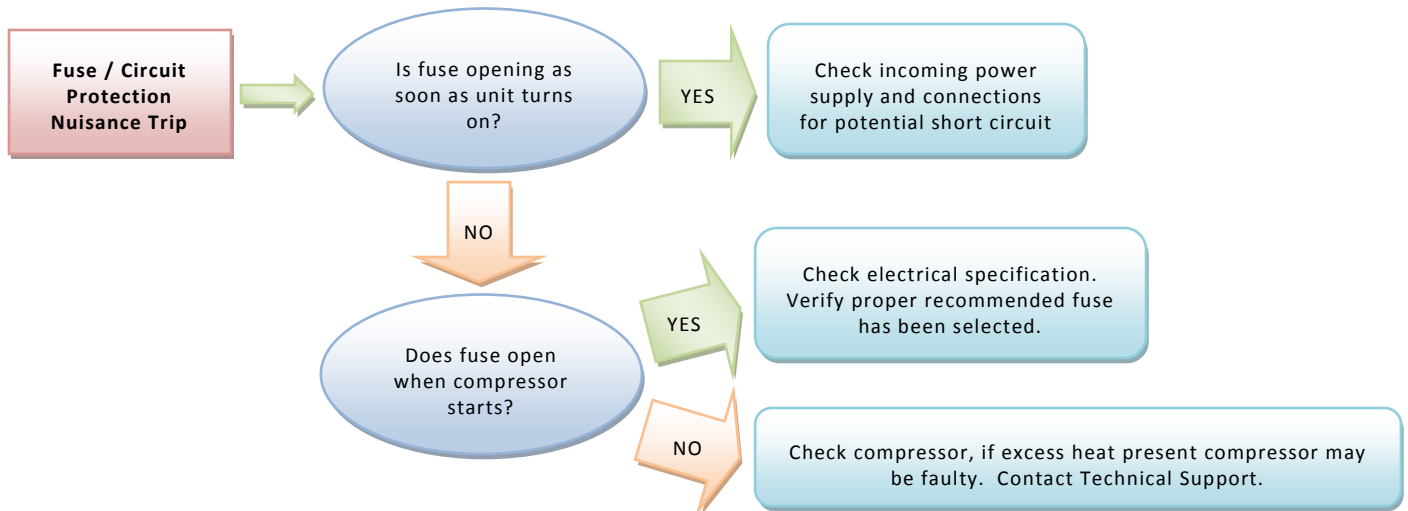 Fuse / Circuit
Protection
Nuisance Trip
Is fuse opening as
soon as unit turns
on?
YES
Check incoming power
supply and connections
for potential short circuit
NO
Does fuse open
when compressor
starts?
YES
Check electrical specification.
Verify proper recommended fuse
has been selected.
NO
Check compressor, if excess heat present compressor may
be faulty. Contact Technical Support.